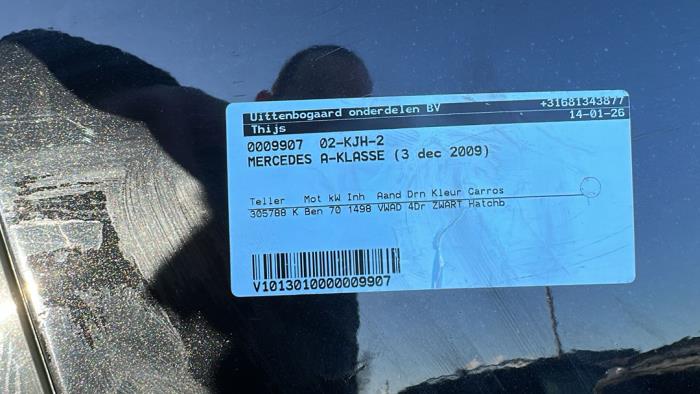 Uittenbogaard onderdelen BV +31681343877
Thijs 14-01-26
0009907 02-KJH-2
MERCEDES A-KLASSE (3 dec 2009)
Teller Mot kW Inh Aand Drn Kleur Carros
305788 K Ben 70 1498 VWAD 4Dr ZWART Hatchb
V1013010000009907